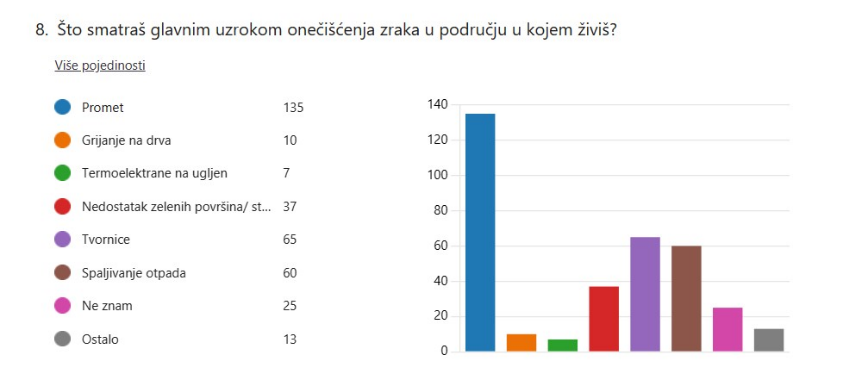 8. Što smatraš glavnim uzrokom onečišćenja zraka u području u kojem živiš?
Više pojedinosti
Promet 135
Grijanje na drva 10
Termoelektrane na ugljen 7
Nedostatak zelenih površina/ st... 37
Tvornice 65
Spaljivanje otpada 60
Ne znam 25
Ostalo 13
140
120
100
80
60
40
20
0